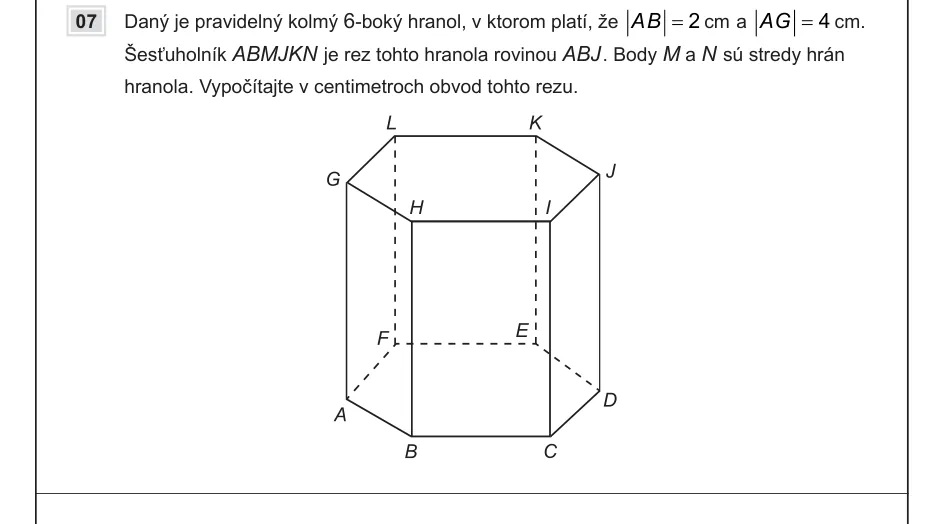 07 Daný je pravidelný kolmý 6-boký hranol, v ktorom platí, že |AB| = 2 cm a |AG| = 4 cm.
Šesťuholník ABMJKN je rez tohto hranola rovinou ABJ. Body M a N sú stredy hrán
hranola. Vypočítajte v centimetroch obvod tohto rezu.
L K
G J
H I
F E
A D
B C